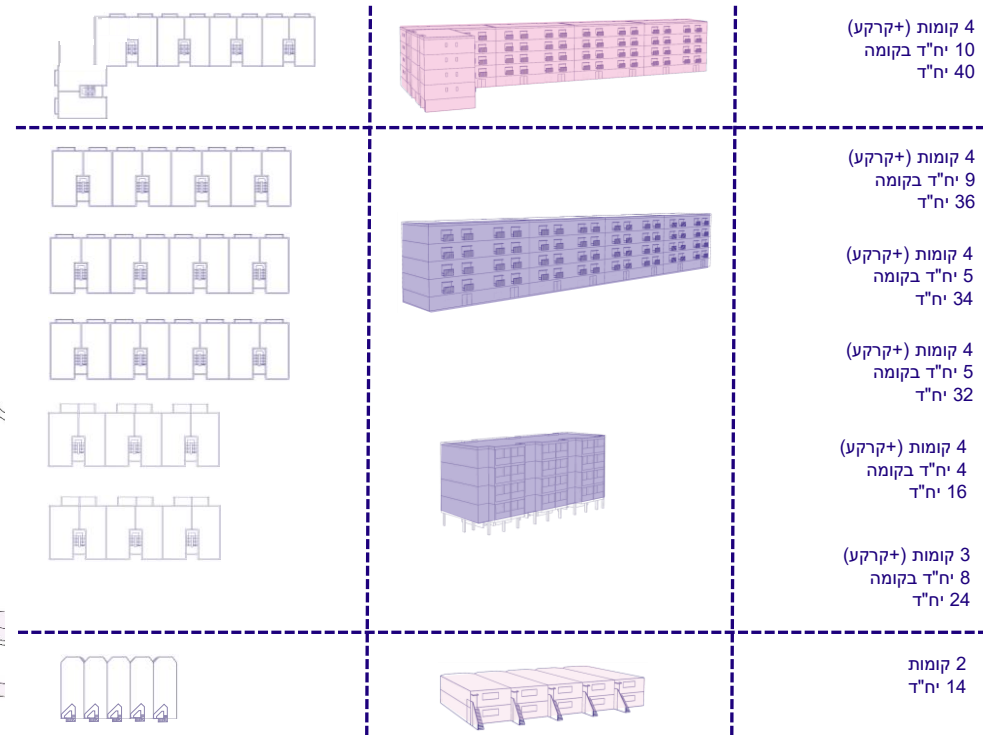 4 קומות (+קרקע)
10 יח"ד בקומה
40 יח"ד
4 קומות (+קרקע)
9 יח"ד בקומה
36 יח"ד
4 קומות (+קרקע)
5 יח"ד בקומה
34 יח"ד
4 קומות (+קרקע)
5 יח"ד בקומה
32 יח"ד
4 קומות (+קרקע)
4 יח"ד בקומה
16 יח"ד
3 קומות (+קרקע)
8 יח"ד בקומה
24 יח"ד
2 קומות
14 יח"ד